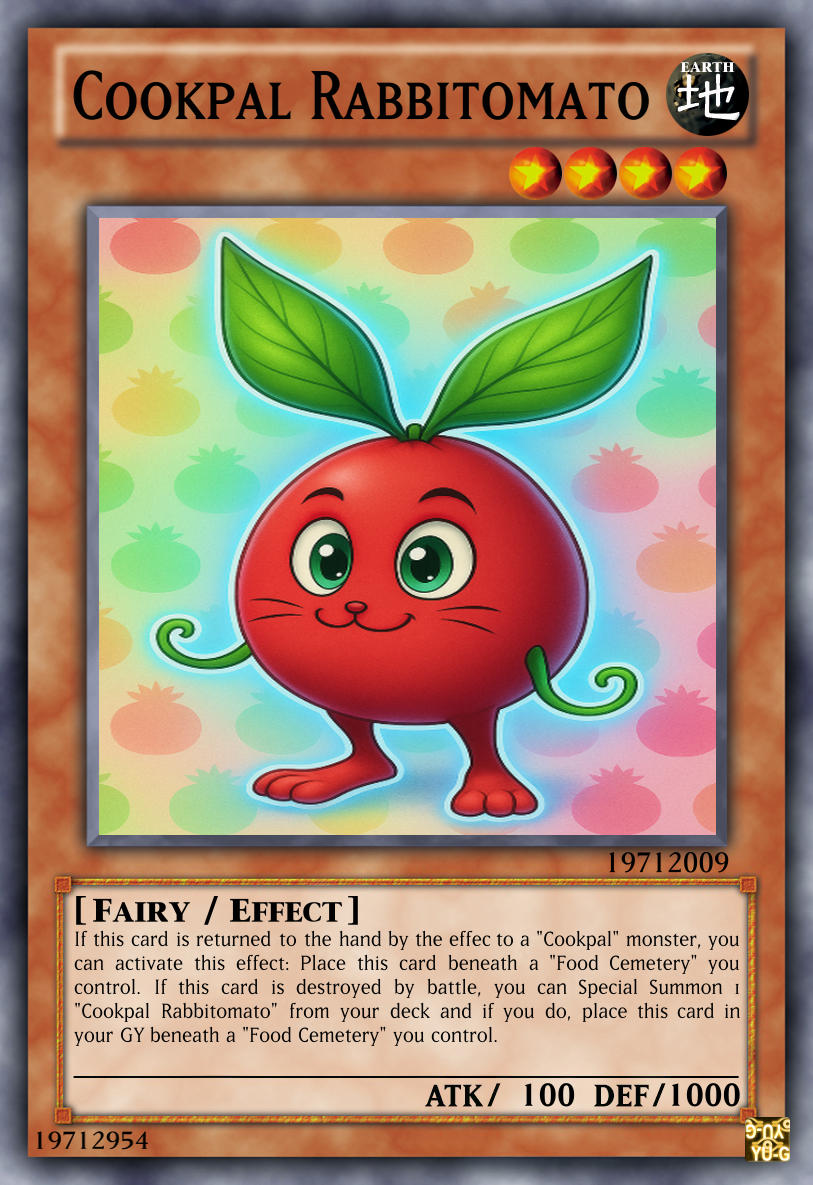 Cookpal Rabbitomato
EARTH
地
19712009
[ Fairy / Effect ]
If this card is returned to the hand by the effec to a "Cookpal" monster, you
can activate this effect: Place this card beneath a "Food Cemetery" you
control. If this card is destroyed by battle, you can Special Summon 1
"Cookpal Rabbitomato" from your deck and if you do, place this card in
your GY beneath a "Food Cemetery" you control.
ATK/ 100 DEF/1000
19712954
YU-G